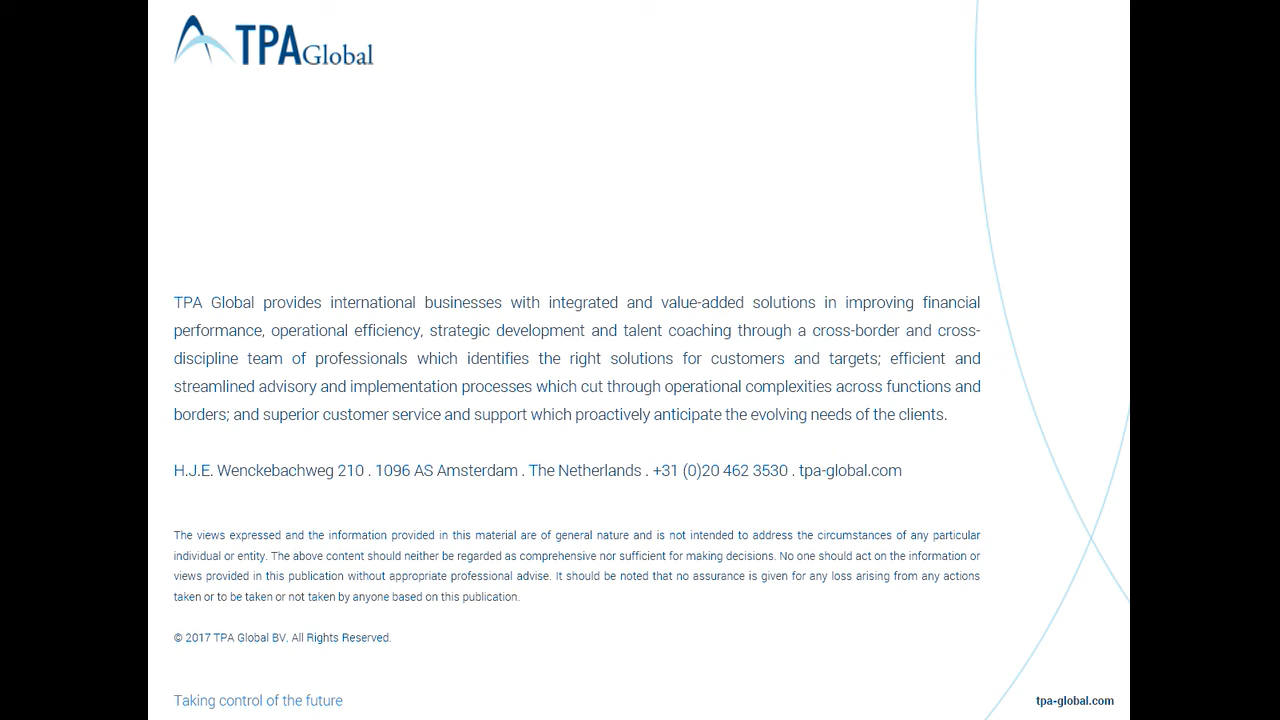 TPA Global
TPA Global provides international businesses with integrated and value-added solutions in improving financial
performance, operational efficiency, strategic development and talent coaching through a cross-border and cross-
discipline team of professionals which identifies the right solutions for customers and targets; efficient and
streamlined advisory and implementation processes which cut through operational complexities across functions and
borders; and superior customer service and support which proactively anticipate the evolving needs of the clients.
H.J.E. Wenckebachweg 210 . 1096 AS Amsterdam . The Netherlands . +31 (0)20 462 3530 . tpa-global.com
The views expressed and the information provided in this material are of general nature and is not intended to address the circumstances of any particular
individual or entity. The above content should neither be regarded as comprehensive nor sufficient for making decisions. No one should act on the information or
views provided in this publication without appropriate professional advise. It should be noted that no assurance is given for any loss arising from any actions
taken or to be taken or not taken by anyone based on this publication.
© 2017 TPA Global BV. All Rights Reserved.
Taking control of the future
tpa-global.com